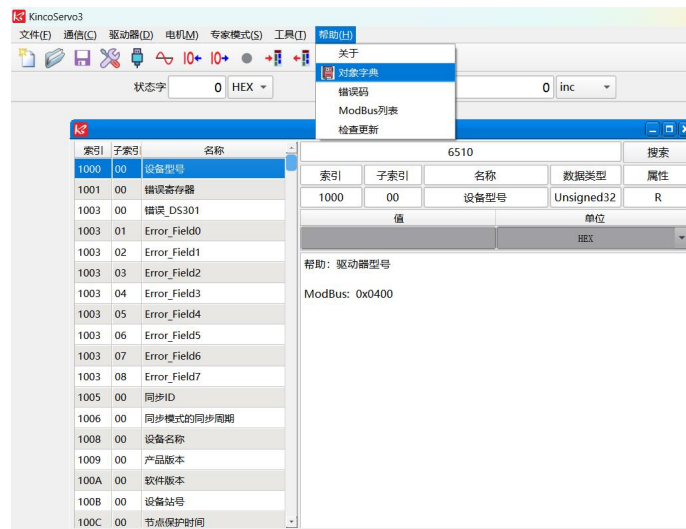 KincoServo3
文件(F) 通信(C) 驱动器(D) 电机(M) 专家模式(S) 工具(T) 帮助(H)
关于
对象字典
错误码
ModBus列表
检查更新
状态字 0 HEX 0 inc
索引 子索引 名称
1000 00 设备型号
1001 00 错误寄存器
1003 00 错误_DS301
1003 01 Error_Field0
1003 02 Error_Field1
1003 03 Error_Field2
1003 04 Error_Field3
1003 05 Error_Field4
1003 06 Error_Field5
1003 07 Error_Field6
1003 08 Error_Field7
1005 00 同步ID
1006 00 同步模式的同步周期
1008 00 设备名称
1009 00 产品版本
100A 00 软件版本
100B 00 设备站号
100C 00 节点保护时间
6510 搜索
索引 子索引 名称 数据类型 属性
1000 00 设备型号 Unsigned32 R
值 单位
HEX
帮助: 驱动器型号
ModBus: 0x0400